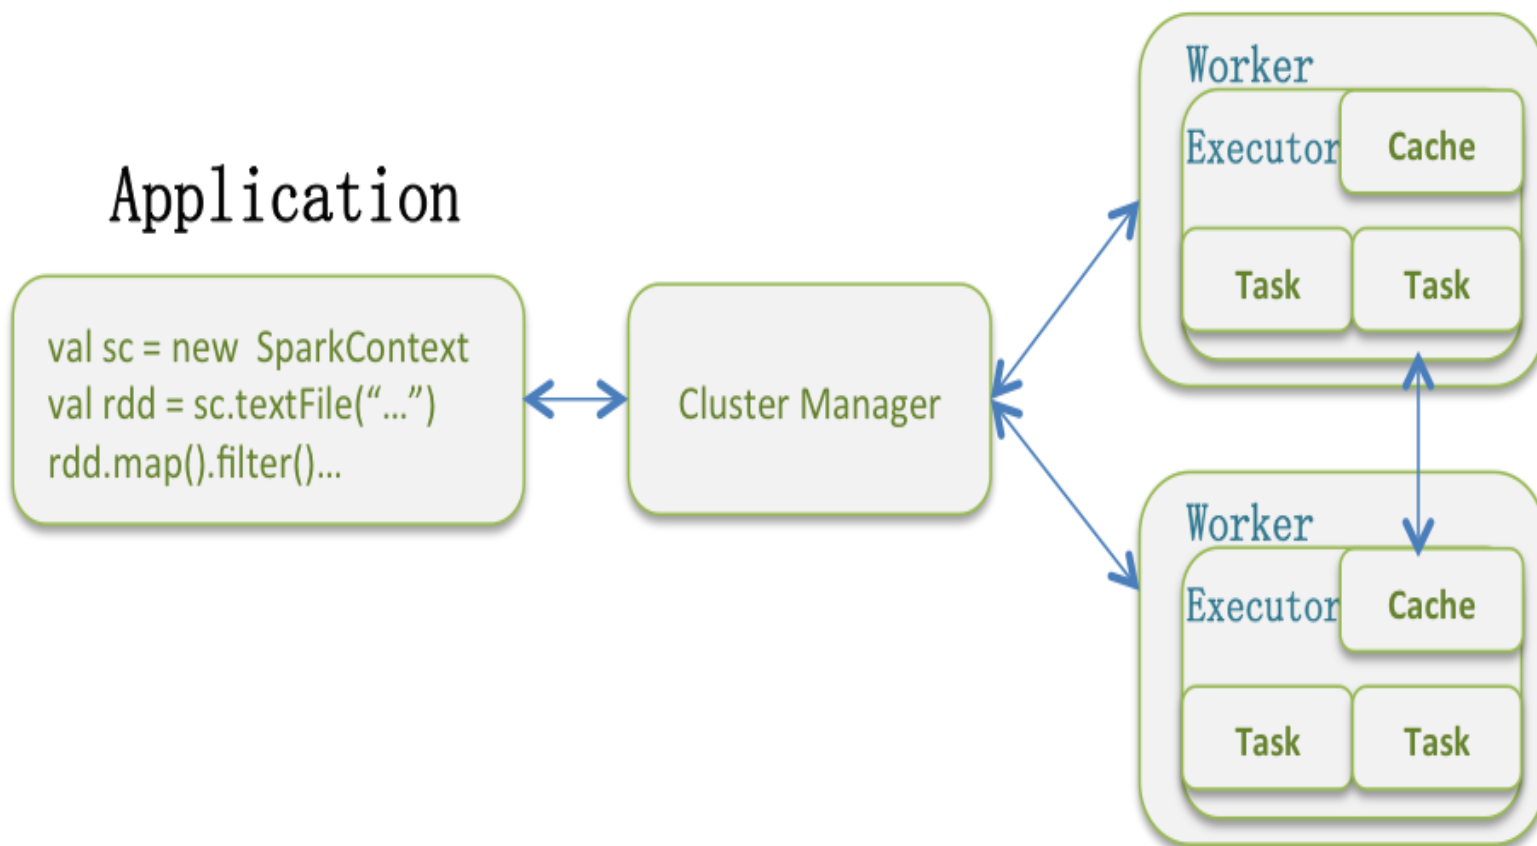 Application
val sc = new SparkContext
val rdd = sc.textFile(“...”)
rdd.map().filter()...
Cluster Manager
Worker
Executor
Cache
Task
Task
Worker
Executor
Cache
Task
Task